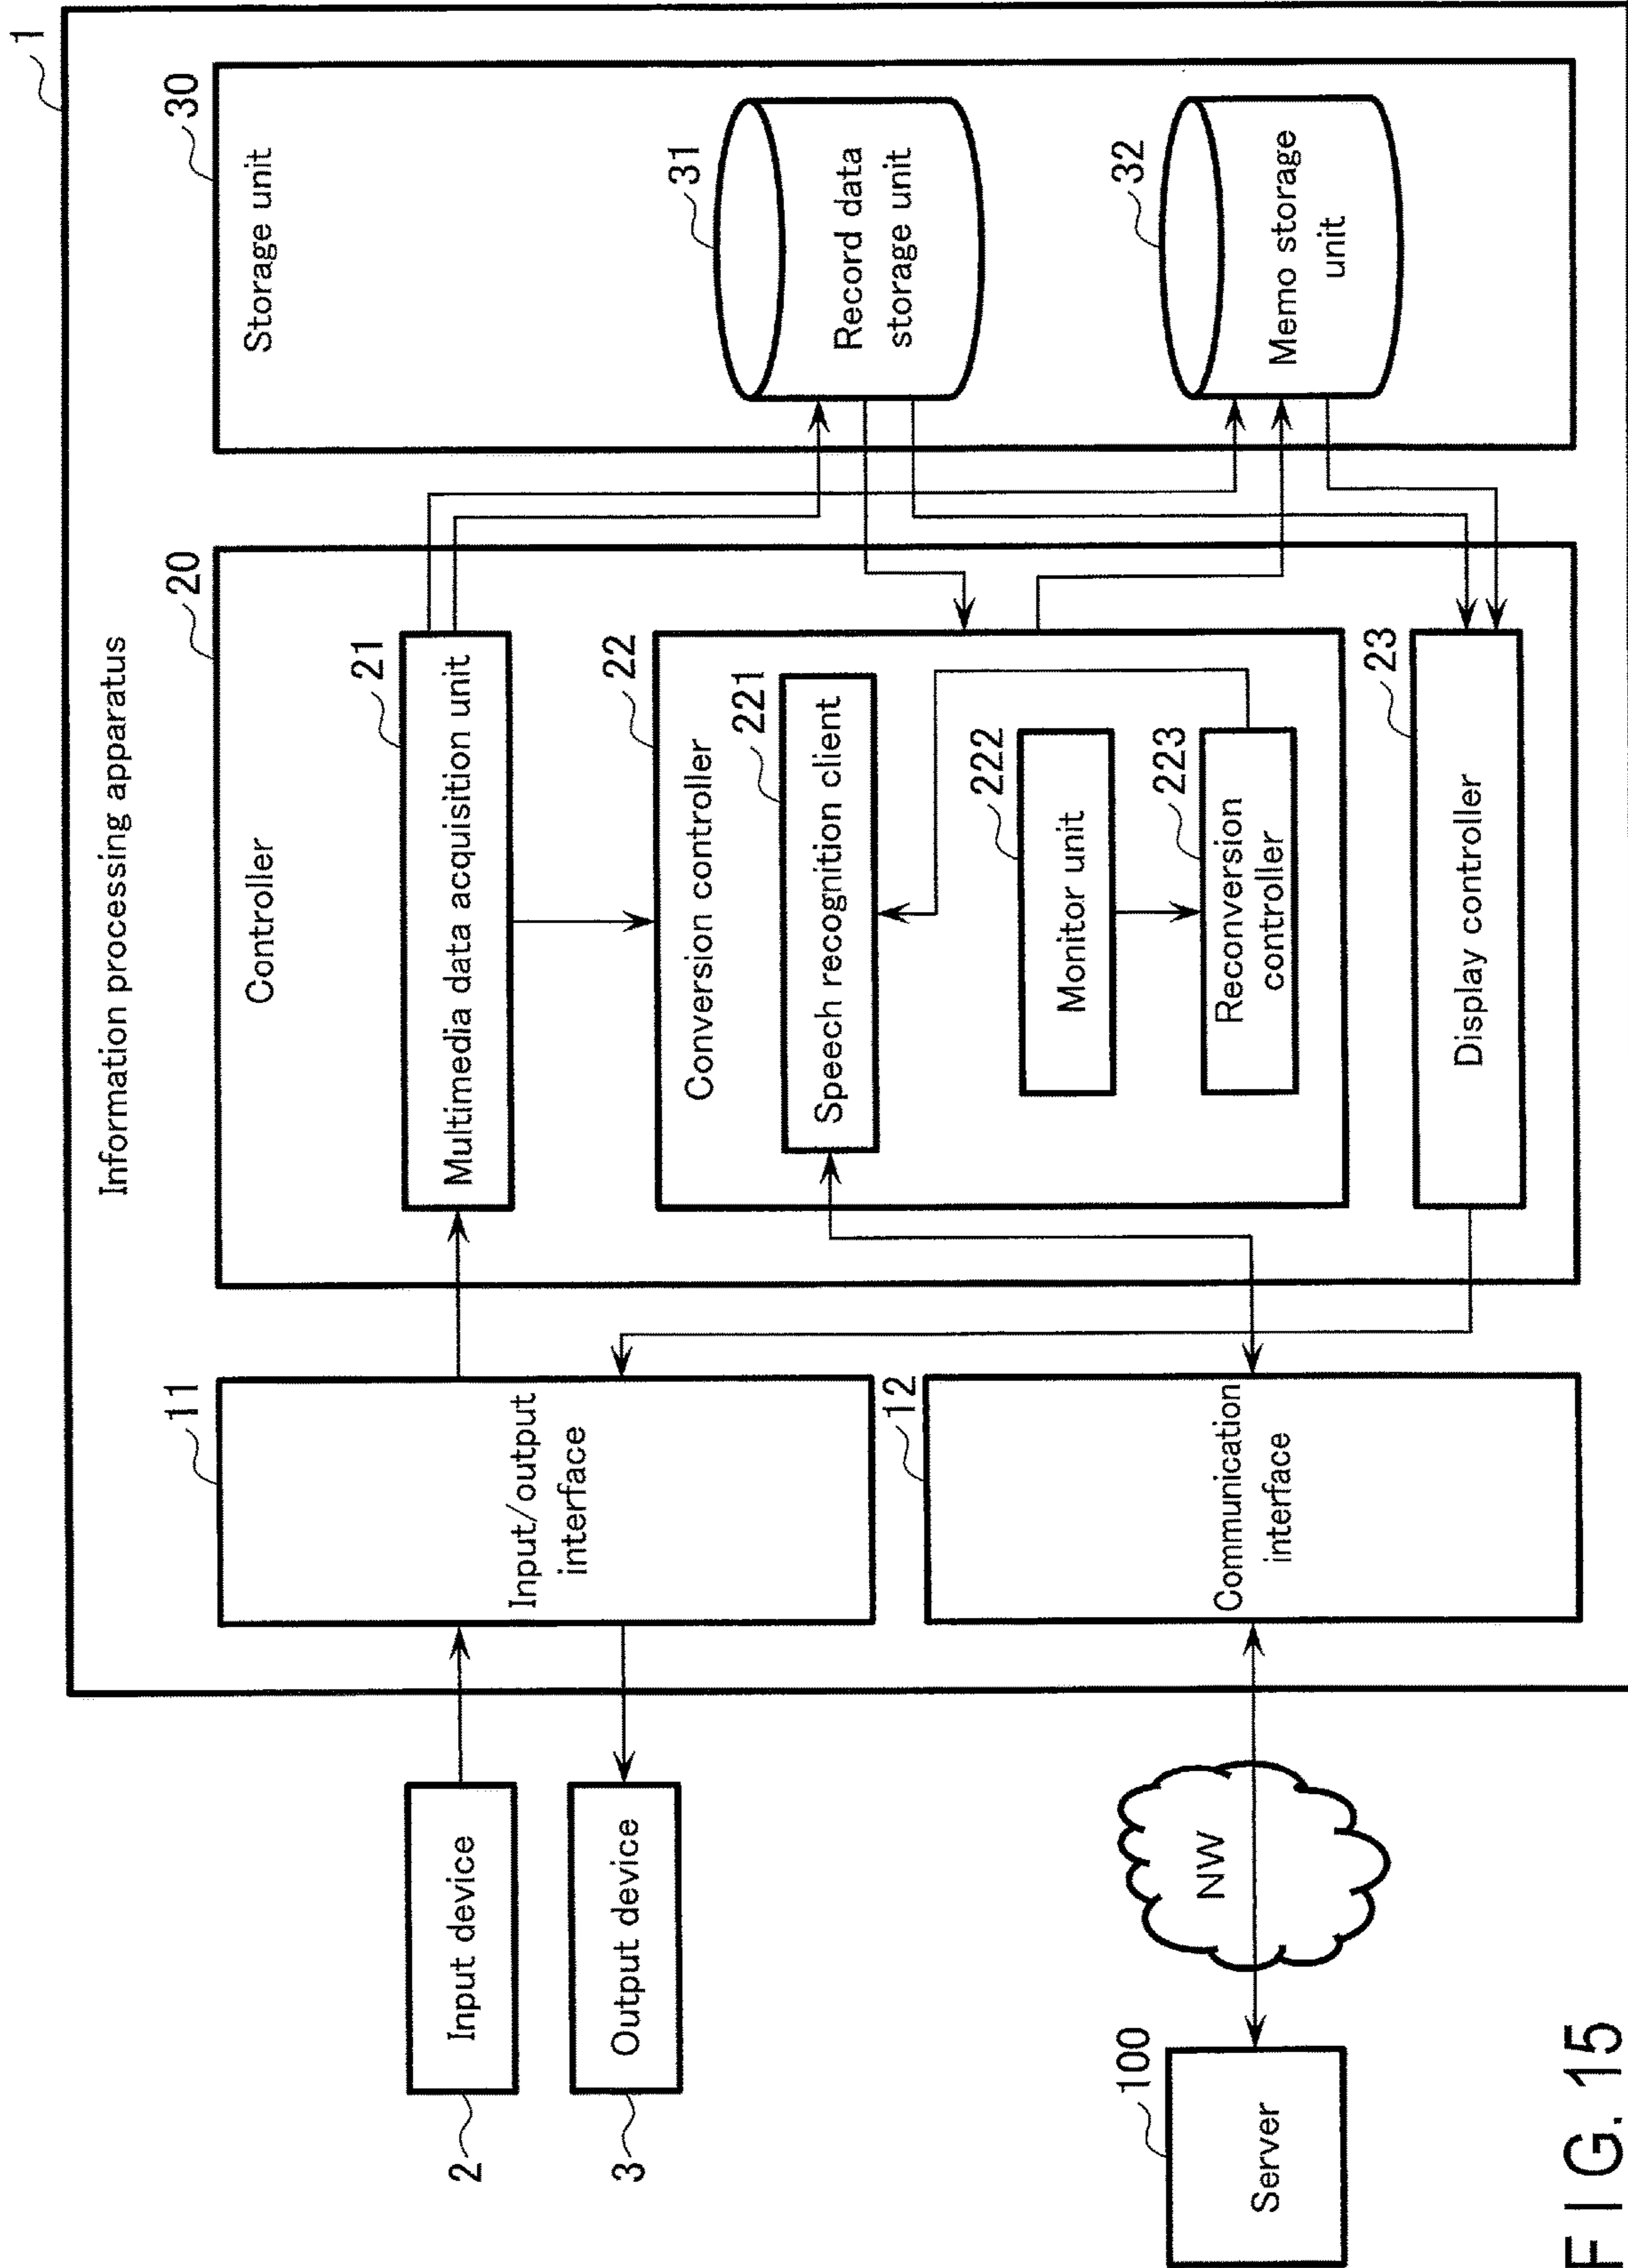 1
Information processing apparatus
11
Input/output
interface
20
Controller
30
Storage unit
2
Input device
21
Multimedia data acquisition unit
3
Output device
22
Conversion controller
221
Speech recognition client
31
Record data
storage unit
12
Communication
interface
222
Monitor unit
223
Reconversion
controller
32
Memo storage
unit
100
Server
NW
23
Display controller
FIG. 15